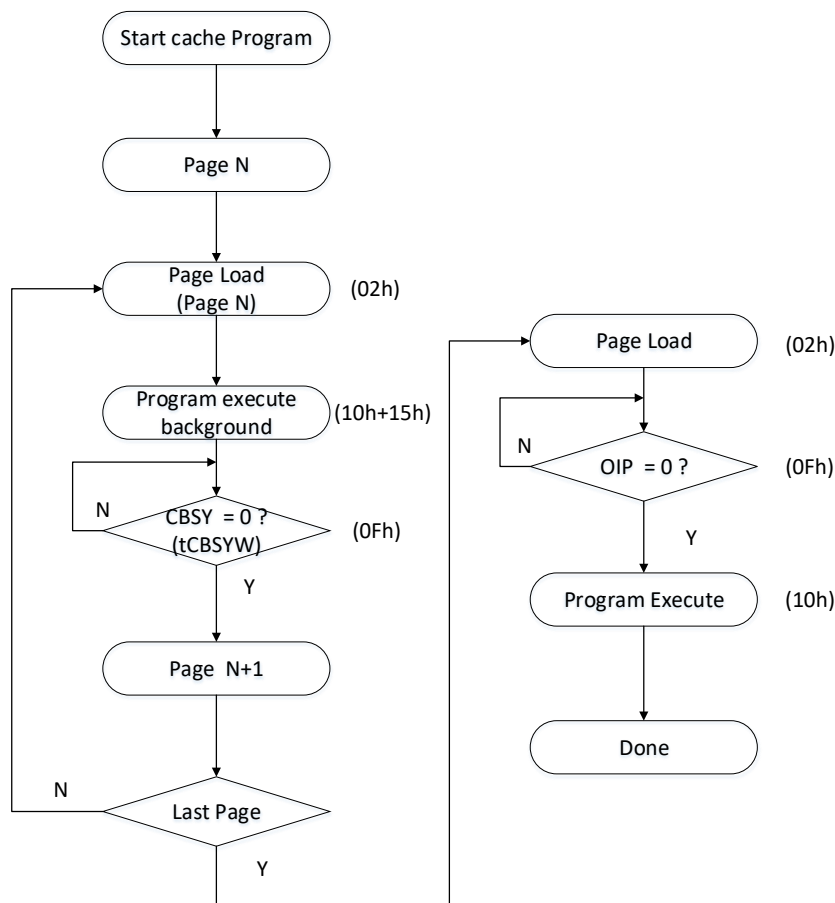 Start cache Program
Page N
Page Load
(Page N)
(02h)
Program execute
background
(10h+15h)
N
CBSY = 0 ?
(tCBSYW)
(0Fh)
Y
Page N+1
N
Last Page
Y
Page Load
(02h)
N
OIP = 0 ?
(0Fh)
Y
Program Execute
(10h)
Done